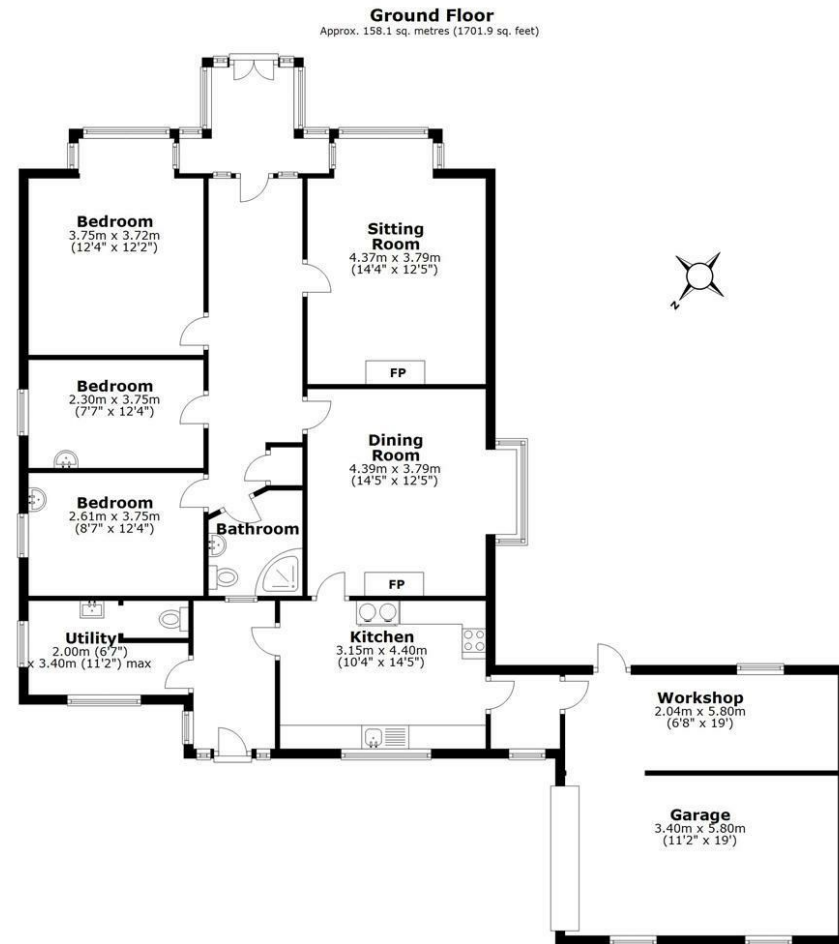 Ground Floor
Approx. 158.1 sq. metres (1701.9 sq. feet)
Bedroom
3.75m x 3.72m
(12'4" x 12'2")
Sitting
Room
4.37m x 3.79m
(14'4" x 12'5")
FP
N
Bedroom
2.30m x 3.75m
(7'7" x 12'4")
Dining
Room
4.39m x 3.79m
(14'5" x 12'5")
FP
Bedroom
2.61m x 3.75m
(8'7" x 12'4")
Bathroom
Utility
2.00m (6'7")
x 3.40m (11'2") max
Kitchen
3.15m x 4.40m
(10'4" x 14'5")
Workshop
2.04m x 5.80m
(6'8" x 19')
Garage
3.40m x 5.80m
(11'2" x 19')